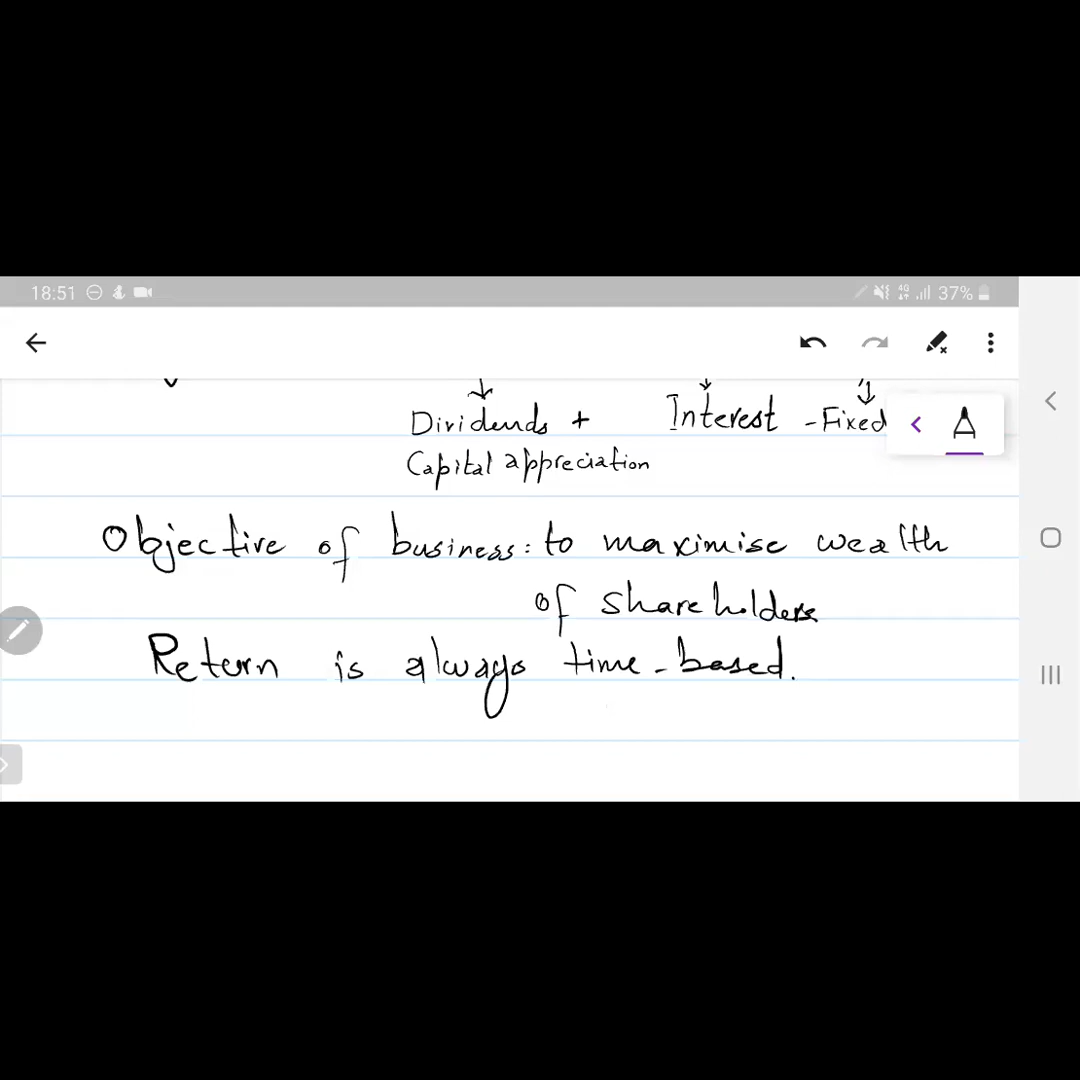 18:51 4G 37%
Dividends + Interest - Fixed
Capital appreciation
Objective of business: to maximise wealth
of shareholders
Return is always time-based.